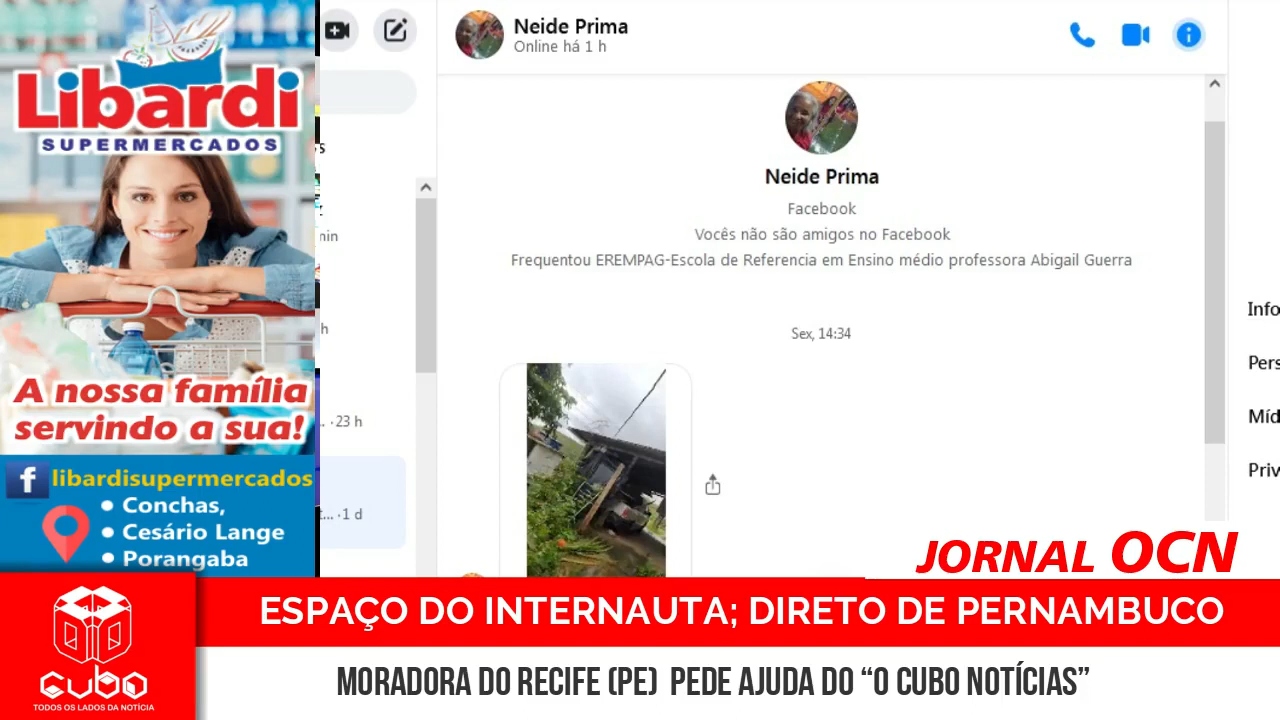 Libardi
SUPERMERCADOS
A nossa família
servindo a sua!
libardisupermercados
• Conchas,
• Cesário Lange
• Porangaba
Neide Prima
Online há 1 h
Neide Prima
Facebook
Vocês não são amigos no Facebook
Frequentou EREMPAG-Escola de Referencia em Ensino médio professora Abigail Guerra
Sex, 14:34
h
... · 23 h
t... · 1 d
Info
Pers
Míd
Priv
JORNAL OCN
ESPAÇO DO INTERNAUTA; DIRETO DE PERNAMBUCO
MORADORA DO RECIFE (PE) PEDE AJUDA DO “O CUBO NOTÍCIAS”
CUBO
TODOS OS LADOS DA NOTÍCIA